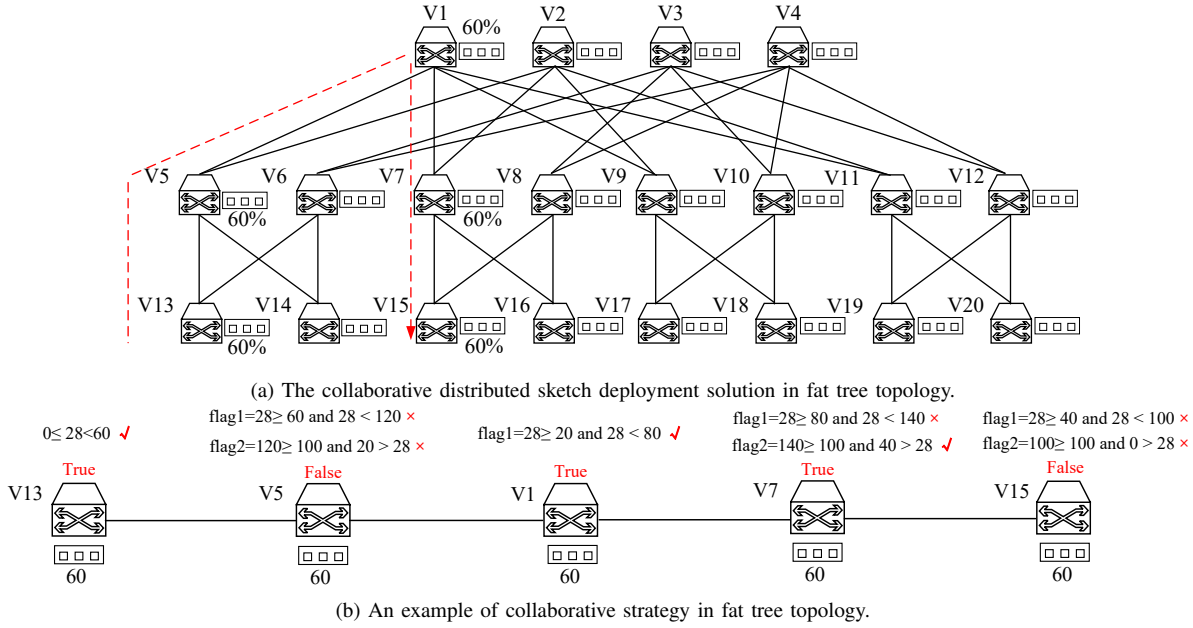 V1 V2 V3 V4
60%
V5 V6 V7 V8 V9 V10 V11 V12
60% 60%
V13 V14 V15 V16 V17 V18 V19 V20
60% 60%
(a) The collaborative distributed sketch deployment solution in fat tree topology.
flag1=28≥ 60 and 28 < 120 × flag1=28≥ 80 and 28 < 140 × flag1=28≥ 40 and 28 < 100 ×
0≤ 28<60 √ flag1=28≥ 20 and 28 < 80 √
flag2=120≥ 100 and 20 > 28 × flag2=140≥ 100 and 40 > 28 √ flag2=100≥ 100 and 0 > 28 ×
True False True True False
V13 V5 V1 V7 V15
60 60 60 60 60
(b) An example of collaborative strategy in fat tree topology.